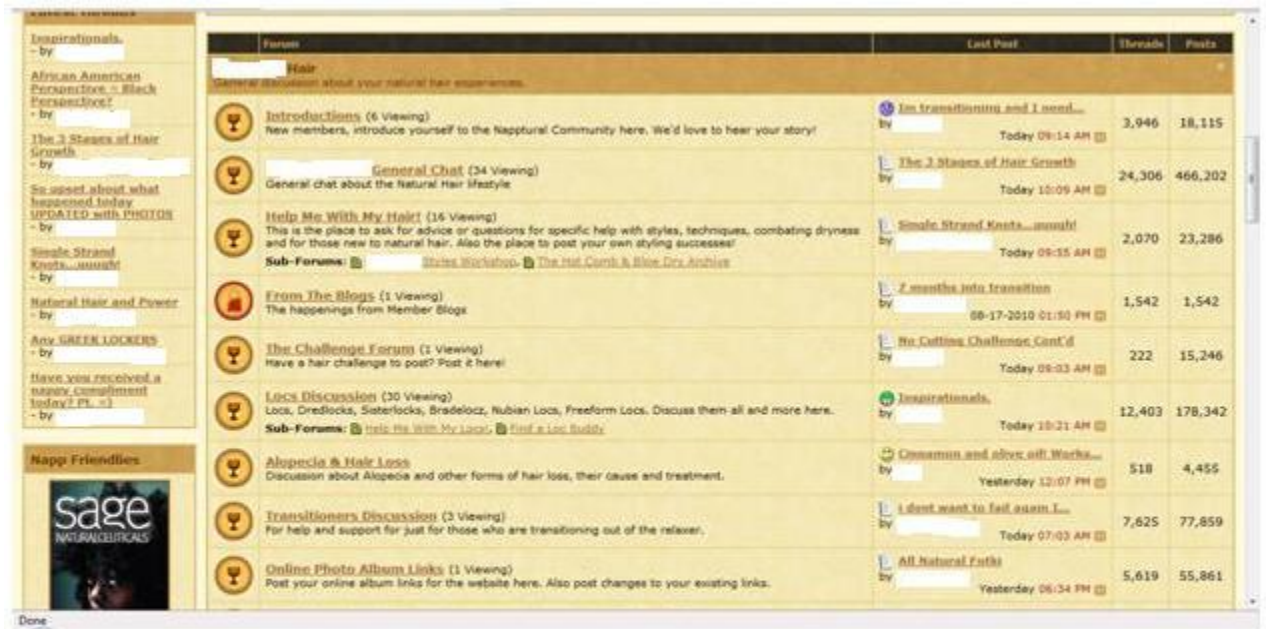 Latest Threads
Inspirationals.
- by
African American
Perspective = Black
Perspective?
- by
The 3 Stages of Hair
Growth
- by
So upset about what
happened today
UPDATED with PHOTOS
- by
Single Strand
Knots...uuugh!
- by
Natural Hair and Power
- by
Any GREEK LOCKERS
- by
Have you received a
nappy compliment
today? Pt. =)
- by
Napp Friendlies
sage
NATURALCEUTICALS
Forum Last Post Threads Posts
Hair
General discussion about your natural hair experiences.
Introductions (6 Viewing)
New members, introduce yourself to the Napptural Community here. We'd love to hear your story!
Im transitioning and I need...
by
Today 09:14 AM
3,946 18,115
General Chat (34 Viewing)
General chat about the Natural Hair lifestyle
The 3 Stages of Hair Growth
by
Today 10:09 AM
24,306 466,202
Help Me With My Hair! (16 Viewing)
This is the place to ask for advice or questions for specific help with styles, techniques, combating dryness
and for those new to natural hair. Also the place to post your own styling successes!
Sub-Forums: Styles Workshop, The Hot Comb & Blow Dry Archive
Single Strand Knots...uuugh!
by
Today 09:55 AM
2,070 23,286
From The Blogs (1 Viewing)
The happenings from Member Blogs
7 months into transition
by
08-17-2010 01:50 PM
1,542 1,542
The Challenge Forum (1 Viewing)
Have a hair challenge to post? Post it here!
No Cutting Challenge Cont'd
by
Today 09:03 AM
222 15,246
Locs Discussion (30 Viewing)
Locs, Dredlocks, Sisterlocks, Bradelocz, Nubian Locs, Freeform Locs. Discuss them all and more here.
Sub-Forums: Help Me With My Locs!, Find a Loc Buddy
Inspirationals.
by
Today 10:21 AM
12,403 178,342
Alopecia & Hair Loss
Discussion about Alopecia and other forms of hair loss, their cause and treatment.
Cinnamon and olive oil! Works...
by
Yesterday 12:07 PM
518 4,455
Transitioners Discussion (3 Viewing)
For help and support for just for those who are transitioning out of the relaxer.
I dont want to fail again I...
by
Today 07:03 AM
7,625 77,859
Online Photo Album Links (1 Viewing)
Post your online album links for the website here. Also post changes to your existing links.
All Natural Fotki
by
Yesterday 06:34 PM
5,619 55,861
Done